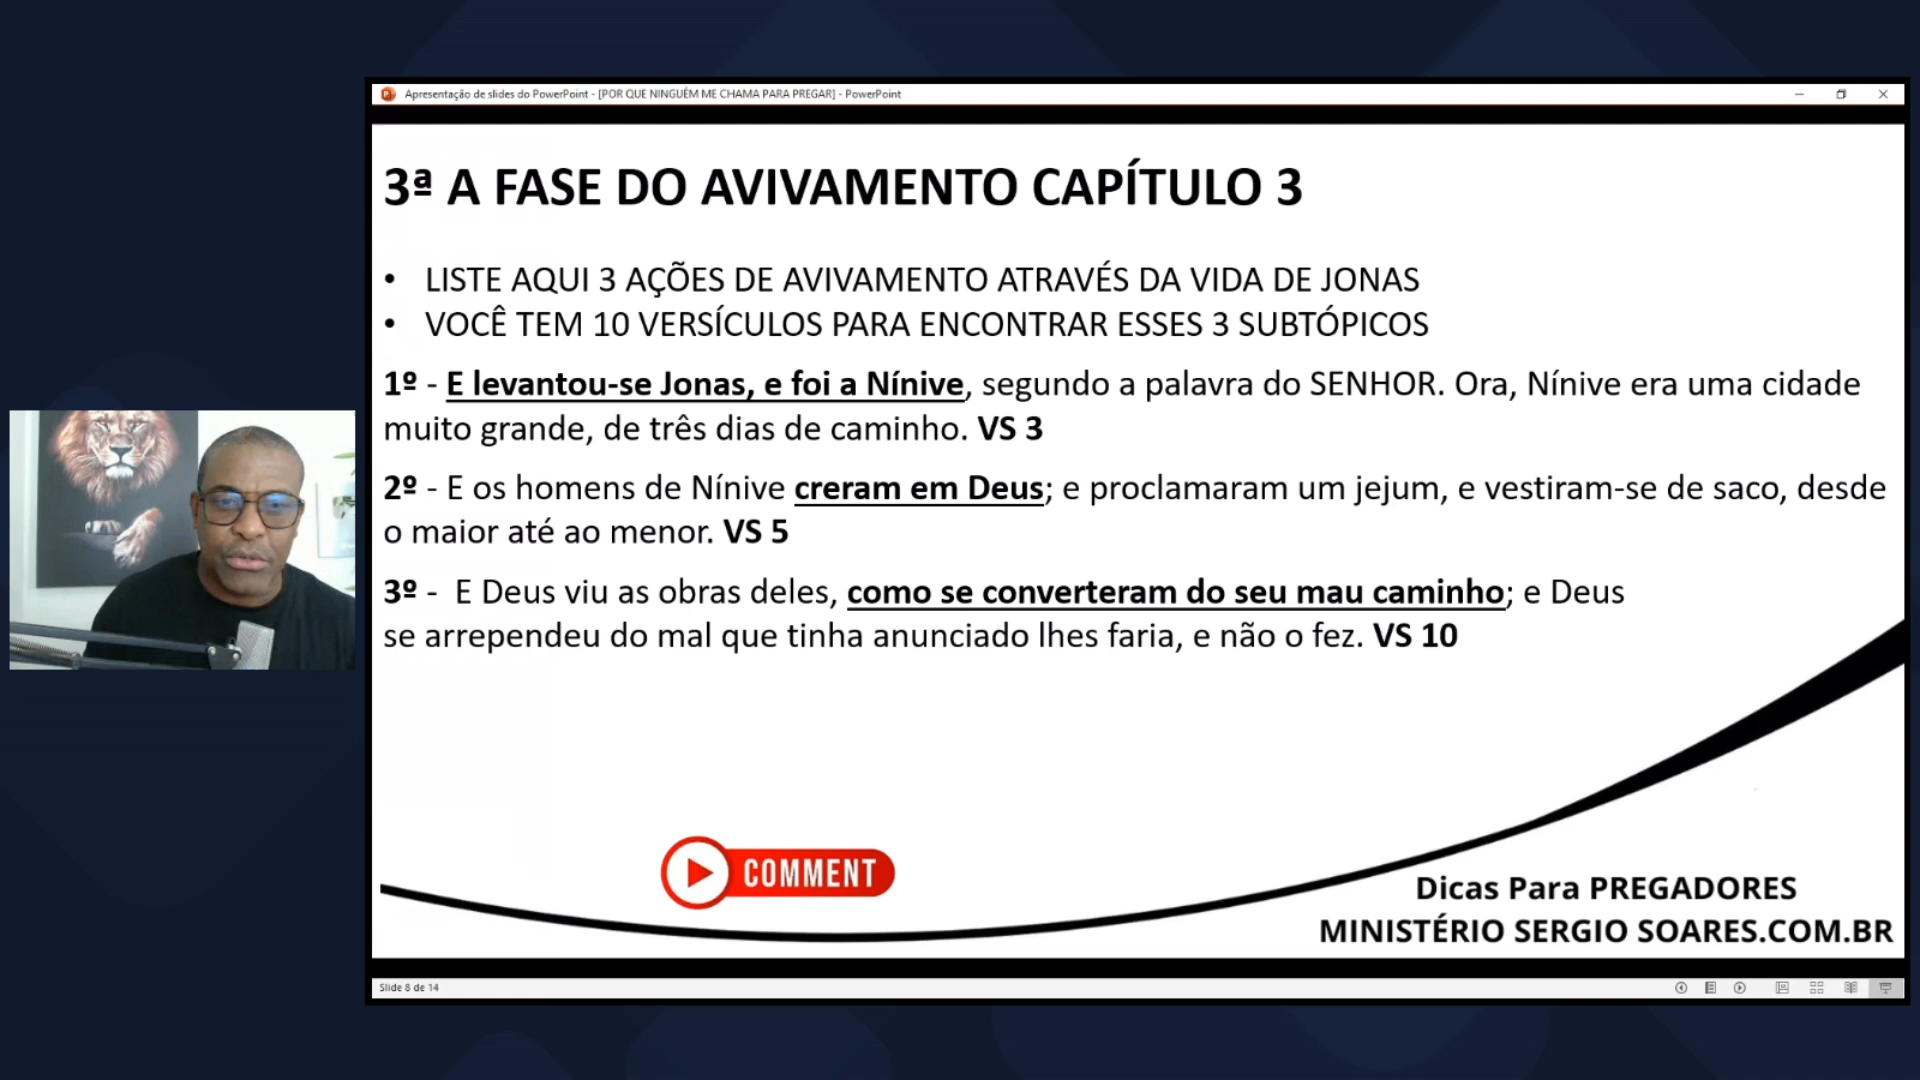 Apresentação de slides do PowerPoint - [POR QUE NINGUÉM ME CHAMA PARA PREGAR] - PowerPoint
3ª A FASE DO AVIVAMENTO CAPÍTULO 3
• LISTE AQUI 3 AÇÕES DE AVIVAMENTO ATRAVÉS DA VIDA DE JONAS
• VOCÊ TEM 10 VERSÍCULOS PARA ENCONTRAR ESSES 3 SUBTÓPICOS
1º - E levantou-se Jonas, e foi a Nínive, segundo a palavra do SENHOR. Ora, Nínive era uma cidade
muito grande, de três dias de caminho. VS 3
2º - E os homens de Nínive creram em Deus; e proclamaram um jejum, e vestiram-se de saco, desde
o maior até ao menor. VS 5
3º - E Deus viu as obras deles, como se converteram do seu mau caminho; e Deus
se arrependeu do mal que tinha anunciado lhes faria, e não o fez. VS 10
COMMENT
Dicas Para PREGADORES
MINISTÉRIO SERGIO SOARES.COM.BR
Slide 8 de 14